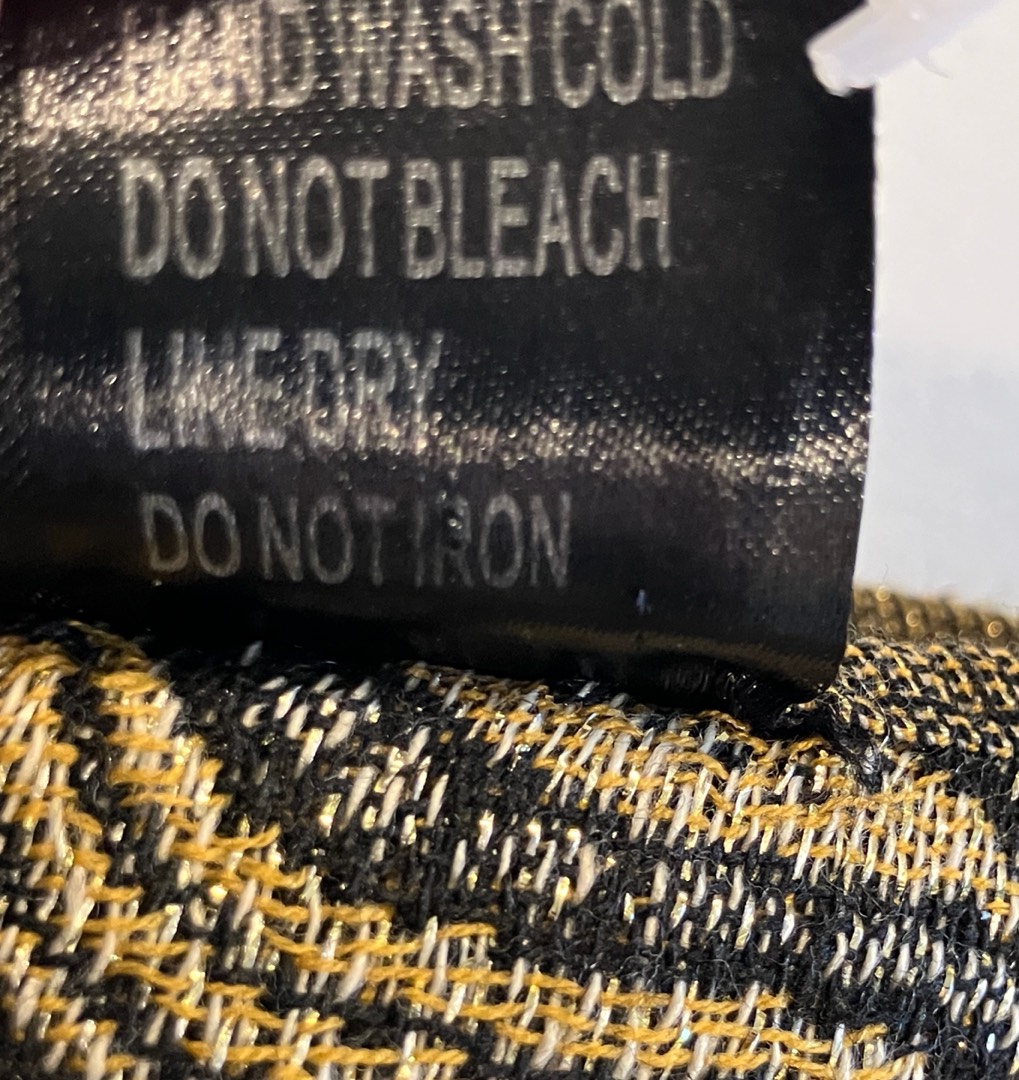 HAND WASH COLD
DO NOT BLEACH
LINE DRY
DO NOT IRON